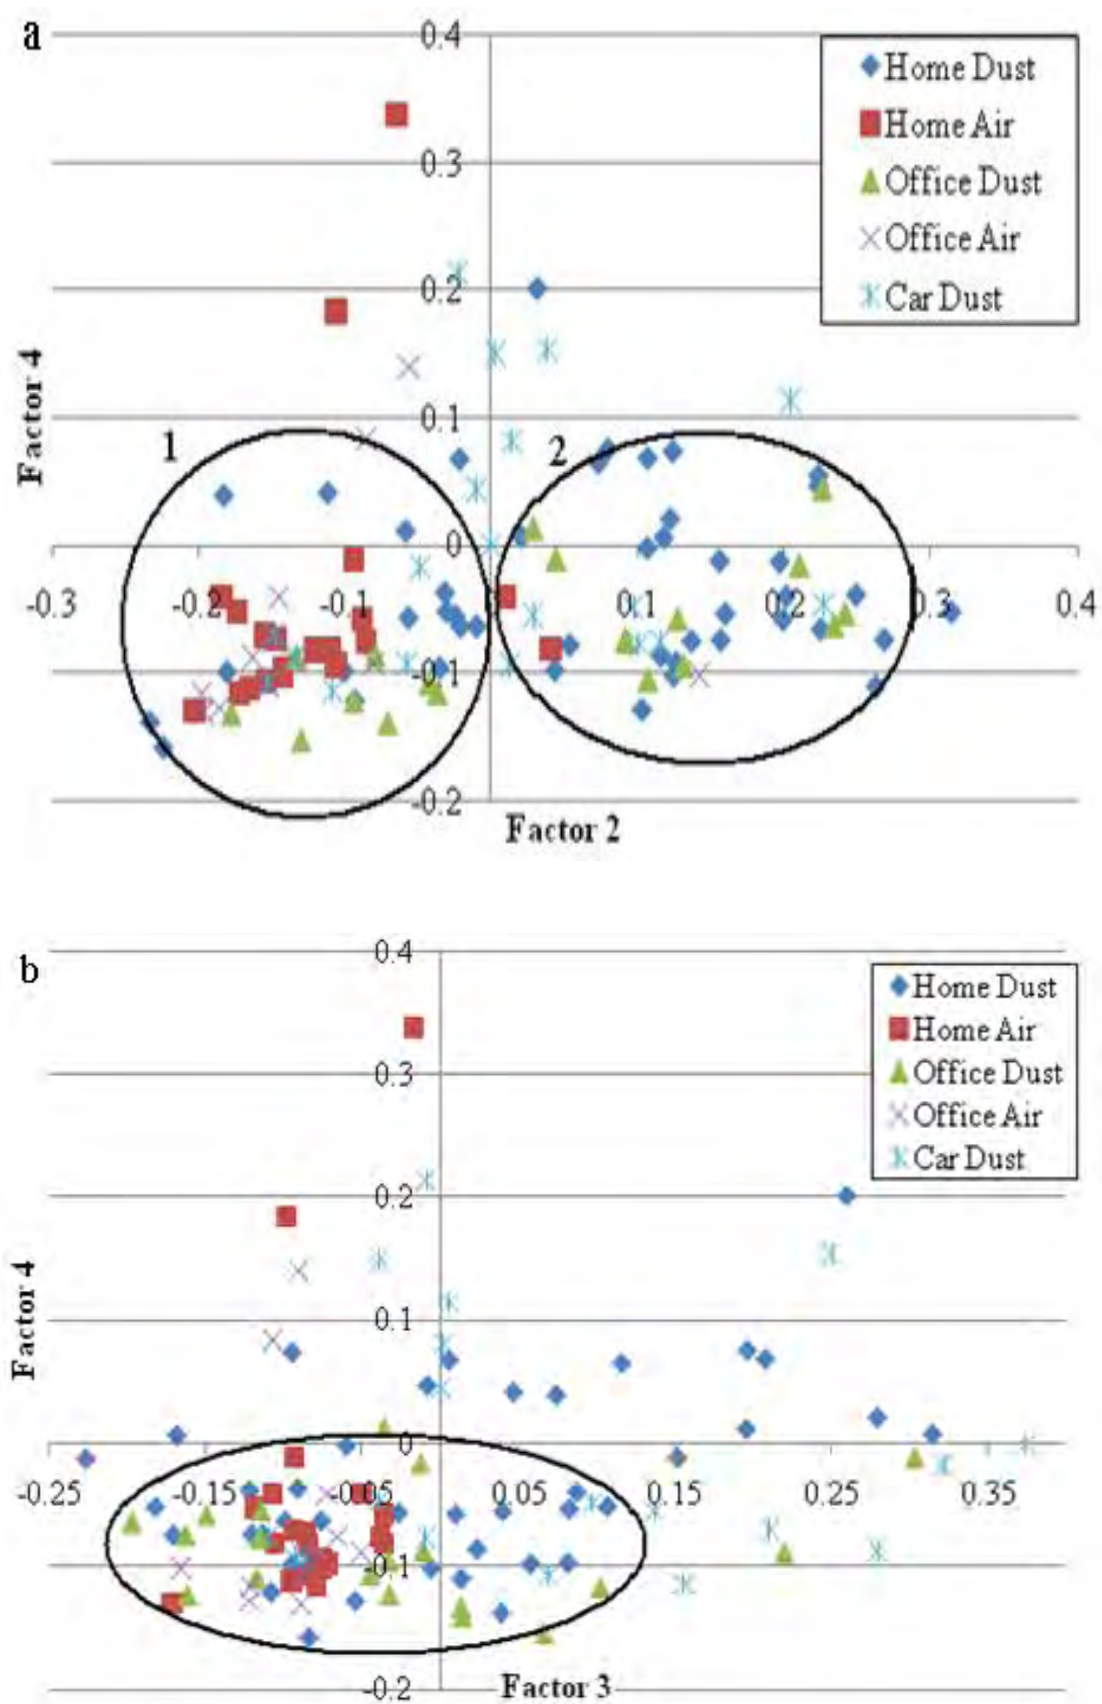 a
0.4
Home Dust
Home Air
Office Dust
Office Air
Car Dust
0.3
0.2
0.1
1
2
Factor 4
0
-0.3
-0.2
-0.1
0.1
0.2
0.3
0.4
-0.1
-0.2
Factor 2
b
0.4
Home Dust
Home Air
Office Dust
Office Air
Car Dust
0.3
0.2
0.1
Factor 4
0
-0.25
-0.15
-0.05
0.05
0.15
0.25
0.35
-0.1
-0.2
Factor 3